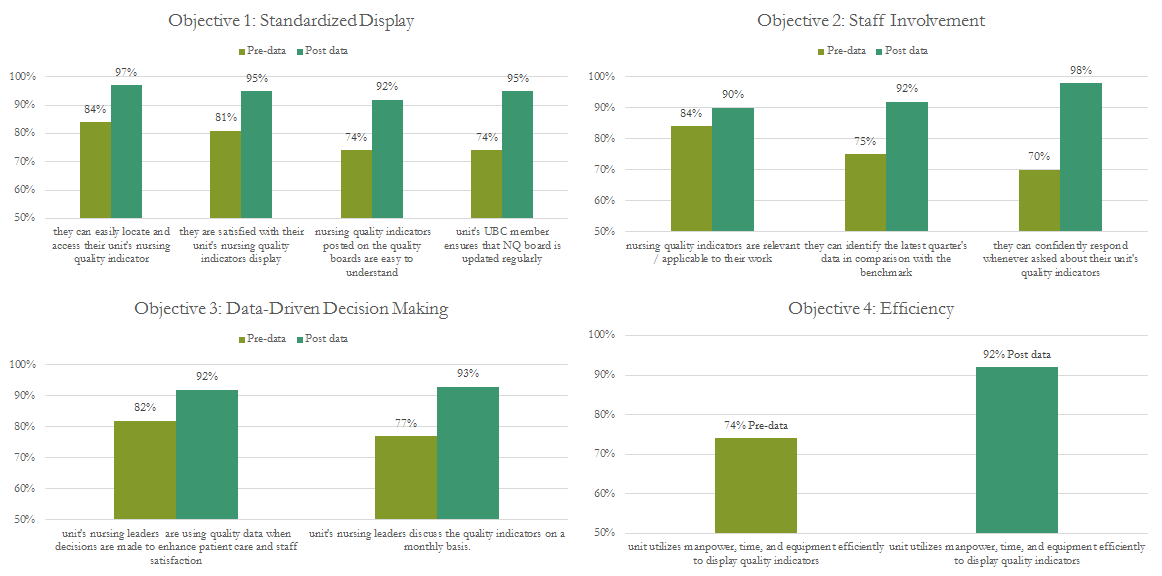 Objective 1: Standardized Display
Pre-data Post data
100%
90%
80%
70%
60%
50%
84%
97%
81%
95%
74%
92%
74%
95%
they can easily locate and
access their unit's nursing
quality indicator
they are satisfied with their
unit's nursing quality
indicators display
nursing quality indicators
posted on the quality
boards are easy to
understand
unit's UBC member
ensures that NQ board is
updated regularly
Objective 2: Staff Involvement
Pre-data Post data
100%
90%
80%
70%
60%
50%
84%
90%
75%
92%
70%
98%
nursing quality indicators are relevant
/ applicable to their work
they can identify the latest quarter's
data in comparison with the
benchmark
they can confidently respond
whenever asked about their unit's
quality indicators
Objective 3: Data-Driven Decision Making
Pre-data Post data
100%
90%
80%
70%
60%
50%
82%
92%
77%
93%
unit's nursing leaders are using quality data when
decisions are made to enhance patient care and staff
satisfaction
unit's nursing leaders discuss the quality indicators on a
monthly basis.
Objective 4: Efficiency
100%
90%
80%
70%
60%
50%
74% Pre-data
92% Post data
unit utilizes manpower, time, and equipment efficiently
to display quality indicators
unit utilizes manpower, time, and equipment efficiently
to display quality indicators